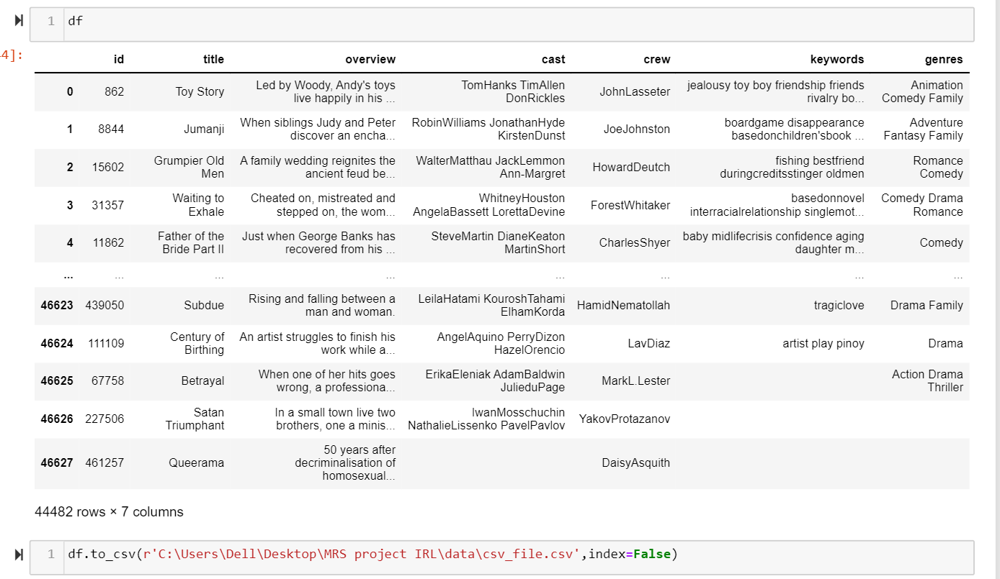 1 df
4]:
id title overview cast crew keywords genres
0 862 Toy Story Led by Woody, Andy's toys live happily in his ... TomHanks TimAllen DonRickles JohnLasseter jealousy toy boy friendship friends rivalry bo... Animation Comedy Family
1 8844 Jumanji When siblings Judy and Peter discover an encha... RobinWilliams JonathanHyde KirstenDunst JoeJohnston boardgame disappearance basedonchildren'sbook ... Adventure Fantasy Family
2 15602 Grumpier Old Men A family wedding reignites the ancient feud be... WalterMatthau JackLemmon Ann-Margret HowardDeutch fishing bestfriend duringcreditsstinger oldmen Romance Comedy
3 31357 Waiting to Exhale Cheated on, mistreated and stepped on, the wom... WhitneyHouston AngelaBassett LorettaDevine ForestWhitaker basedonnovel interracialrelationship singlemot... Comedy Drama Romance
4 11862 Father of the Bride Part II Just when George Banks has recovered from his ... SteveMartin DianeKeaton MartinShort CharlesShyer baby midlifecrisis confidence aging daughter m... Comedy
... ... ... ... ... ... ... ...
46623 439050 Subdue Rising and falling between a man and woman. LeilaHatami KouroshTahami ElhamKorda HamidNematollah tragiclove Drama Family
46624 111109 Century of Birthing An artist struggles to finish his work while a... AngelAquino PerryDizon HazelOrencio LavDiaz artist play pinoy Drama
46625 67758 Betrayal When one of her hits goes wrong, a professiona... ErikaEleniak AdamBaldwin JulieduPage MarkL.Lester Action Drama Thriller
46626 227506 Satan Triumphant In a small town live two brothers, one a minis... IwanMosschuchin NathalieLissenko PavelPavlov YakovProtazanov
46627 461257 Queerama 50 years after decriminalisation of homosexual... DaisyAsquith
44482 rows × 7 columns
1 df.to_csv(r'C:\Users\Dell\Desktop\MRS project IRL\data\csv_file.csv',index=False)